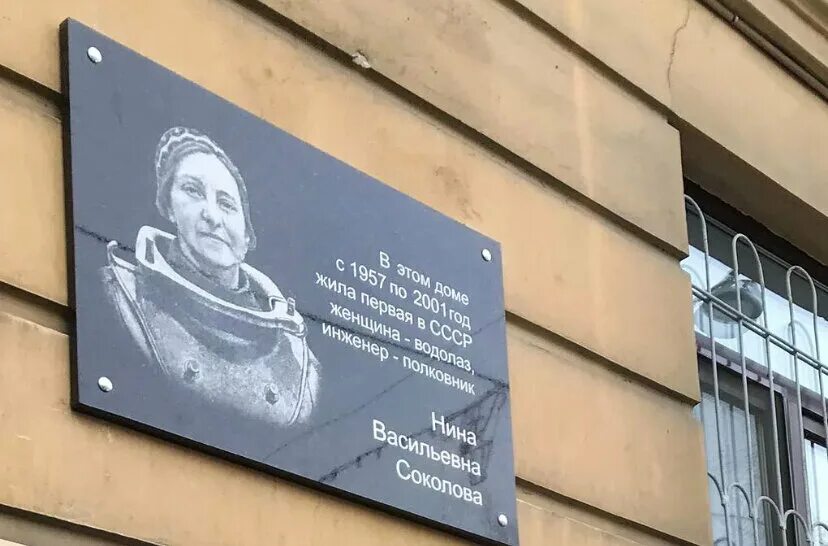 В этом доме
с 1957 по 2001 год
жила первая в СССР
женщина - водолаз,
инженер - полковник
Нина
Васильевна
Соколова